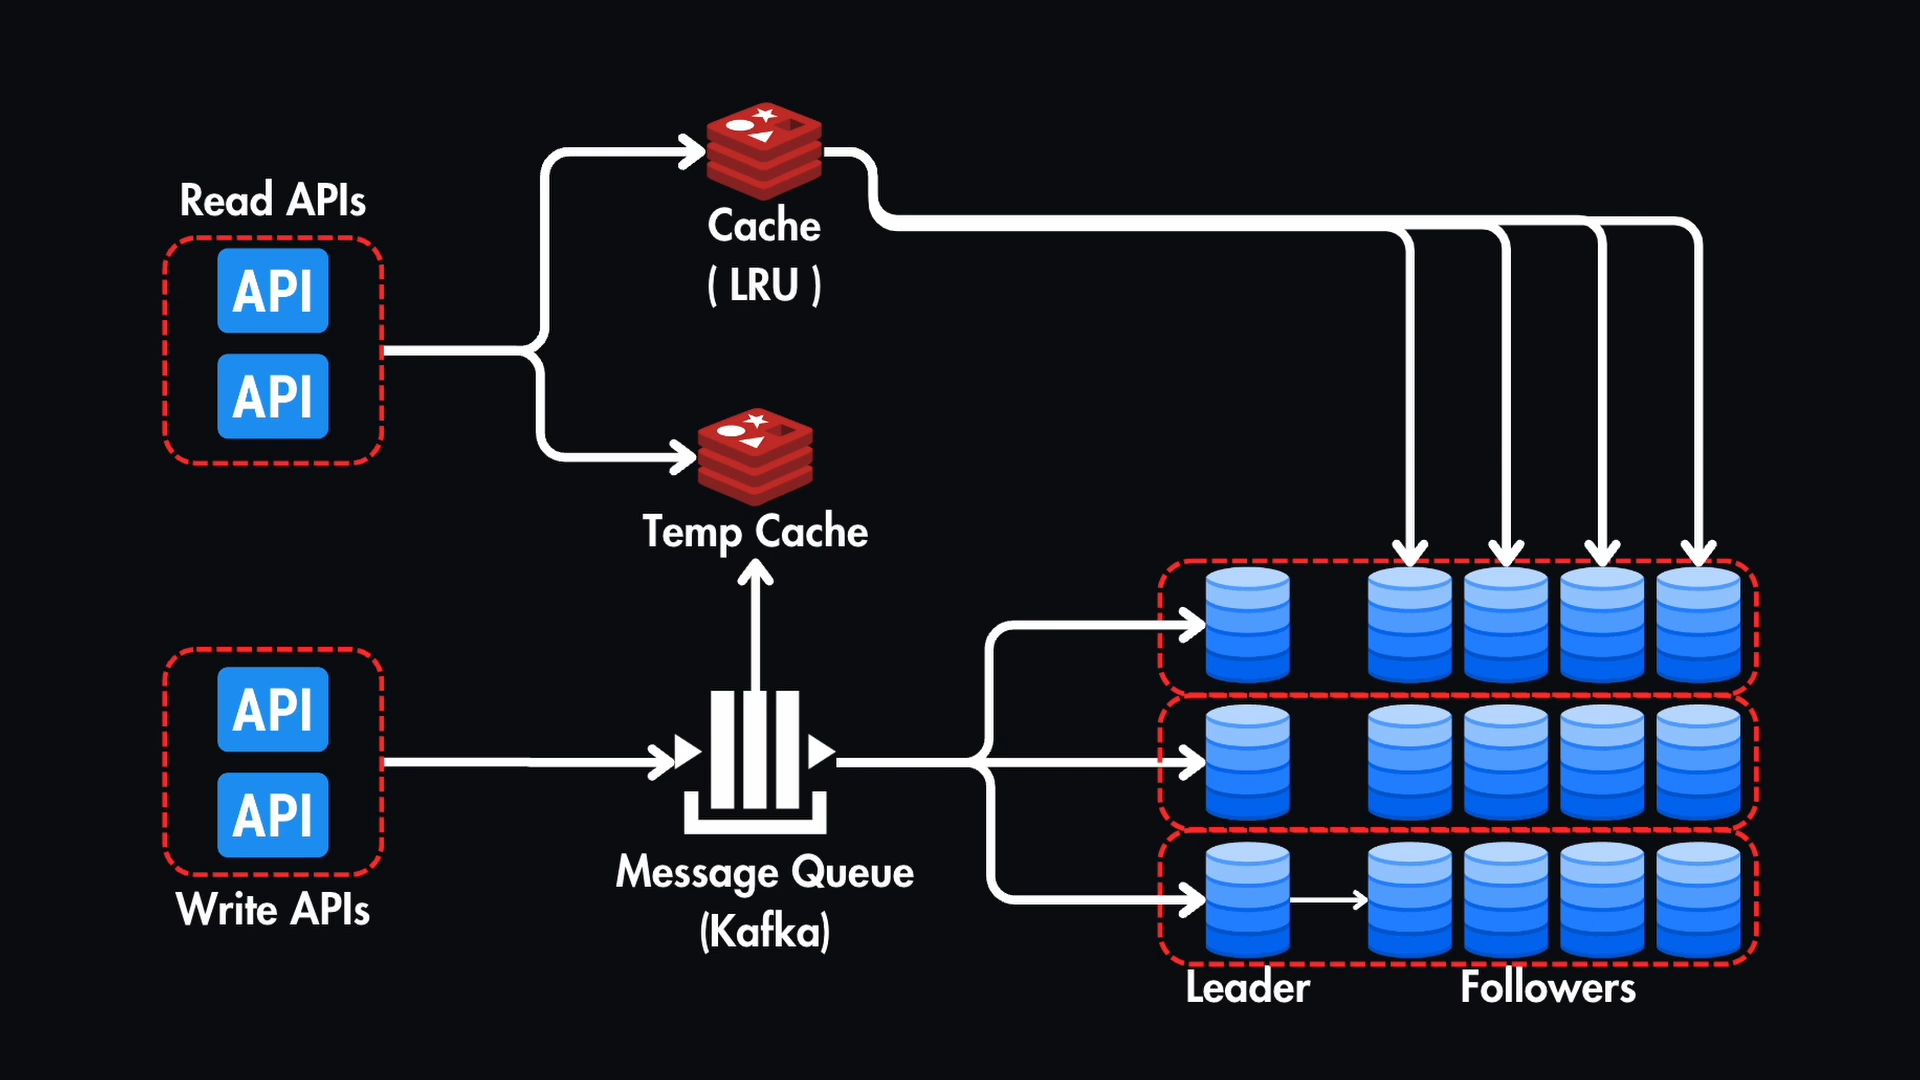 Read APIs
API
API
Cache
( LRU )
Temp Cache
API
API
Write APIs
Message Queue
(Kafka)
Leader
Followers